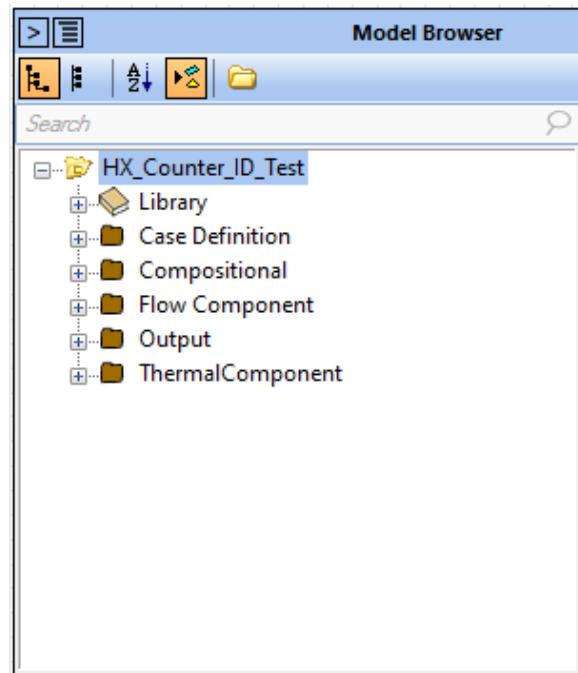 Model Browser
Search
HX_Counter_ID_Test
Library
Case Definition
Compositional
Flow Component
Output
ThermalComponent